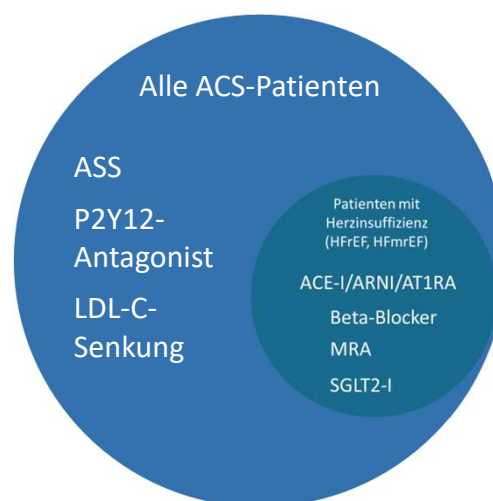 Alle ACS-Patienten
ASS
P2Y12-
Antagonist
LDL-C-
Senkung
Patienten mit
Herzinsuffizienz
(HFrEF, HFmrEF)
ACE-I/ARNI/AT1RA
Beta-Blocker
MRA
SGLT2-I